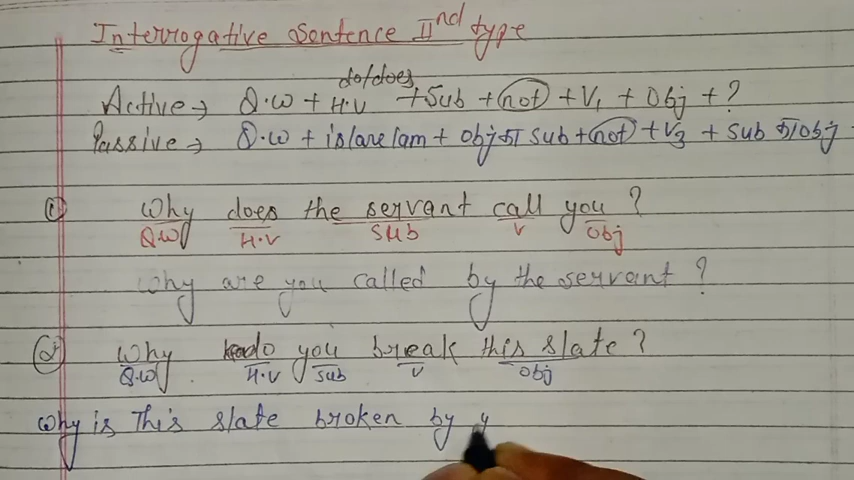 Interrogative Sentence IInd type
do/does
Active → Q.W + H.V + Sub + not + V1 + Obj + ?
Passive → Q.W + is/are/am + Obj का sub + not + V3 + Sub का obj
① Why does the servant call you ?
Q.W H.V Sub V Obj
Why are you called by the servant ?
② Why do you break this slate ?
Q.W H.V Sub V Obj
Why is This slate broken by y